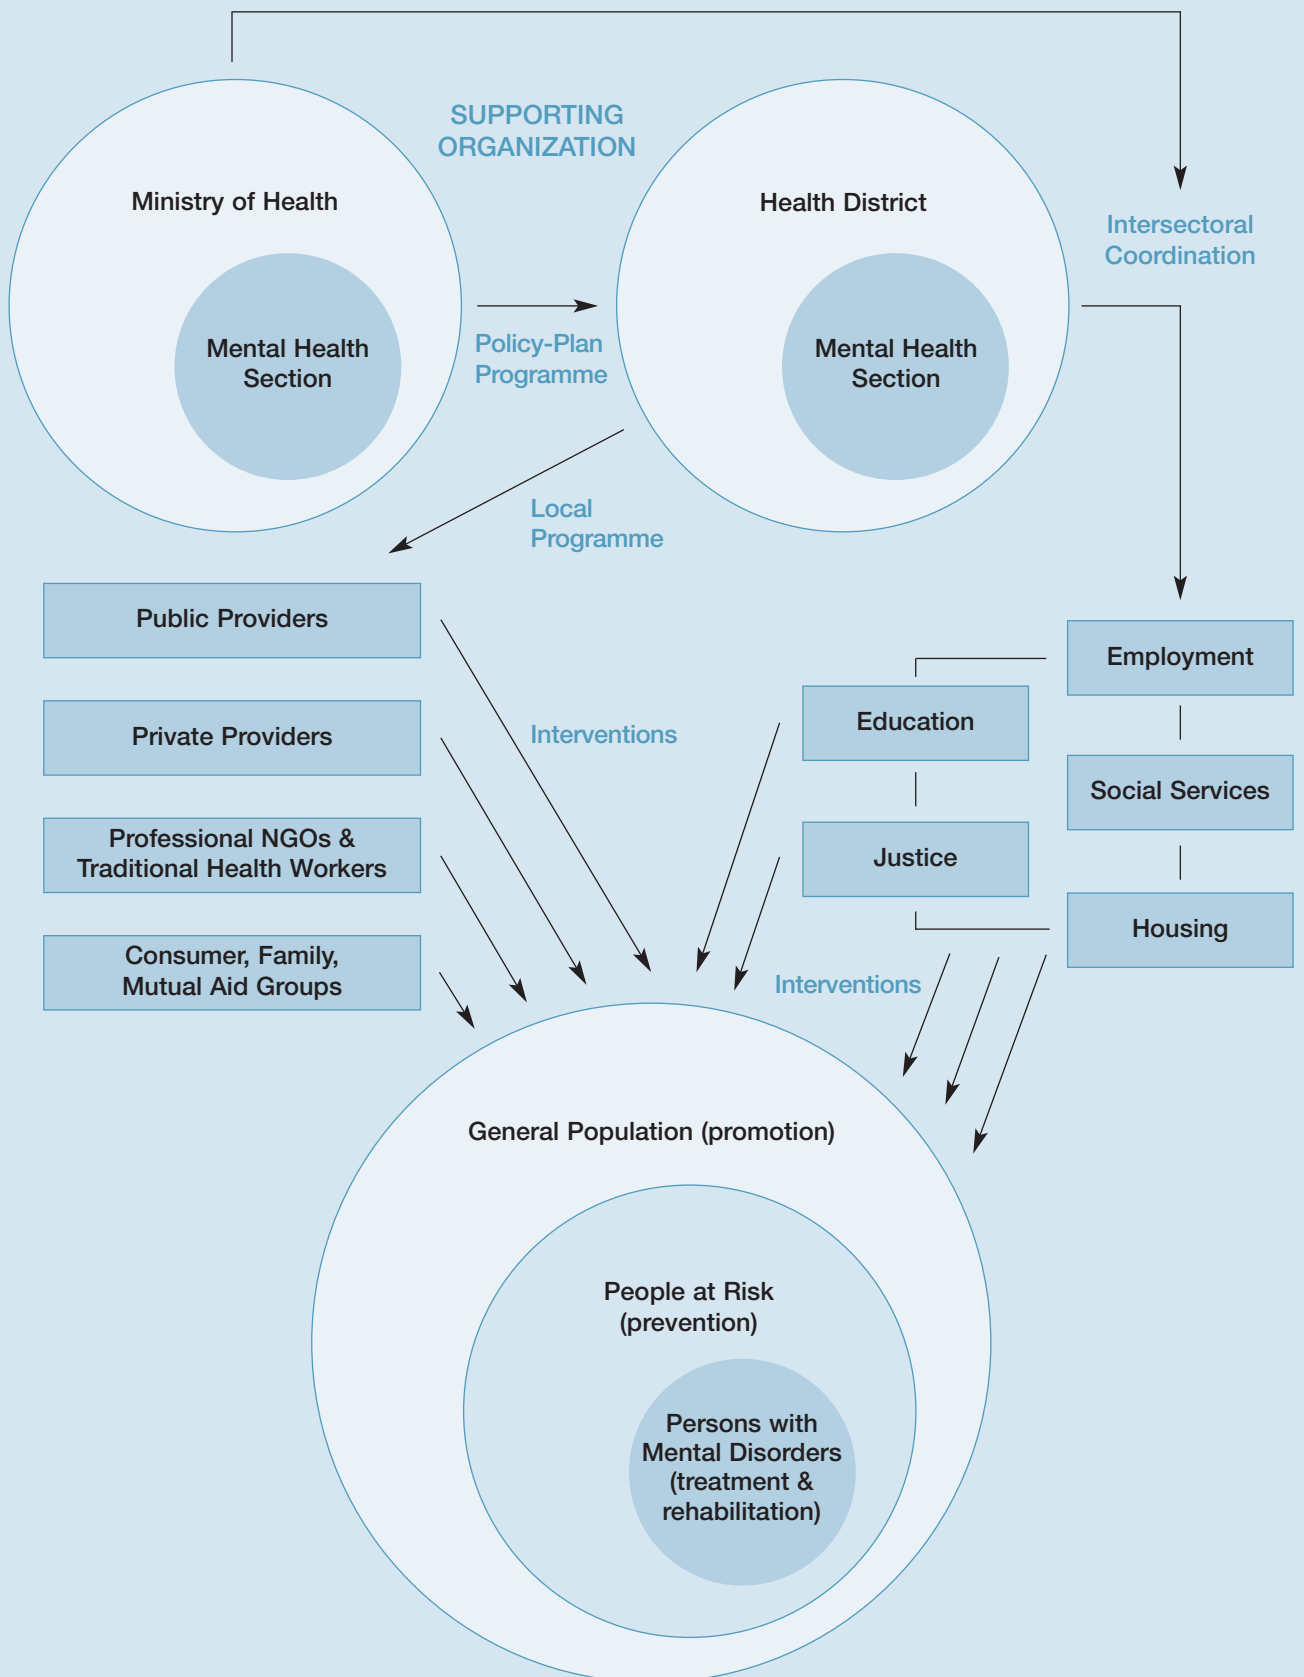 SUPPORTING
ORGANIZATION
Ministry of Health
Health District
Intersectoral
Coordination
Mental Health
Section
Policy-Plan
Programme
Mental Health
Section
Local
Programme
Public Providers
Employment
Education
Private Providers
Interventions
Social Services
Professional NGOs &
Traditional Health Workers
Justice
Housing
Consumer, Family,
Mutual Aid Groups
Interventions
General Population (promotion)
People at Risk
(prevention)
Persons with
Mental Disorders
(treatment &
rehabilitation)